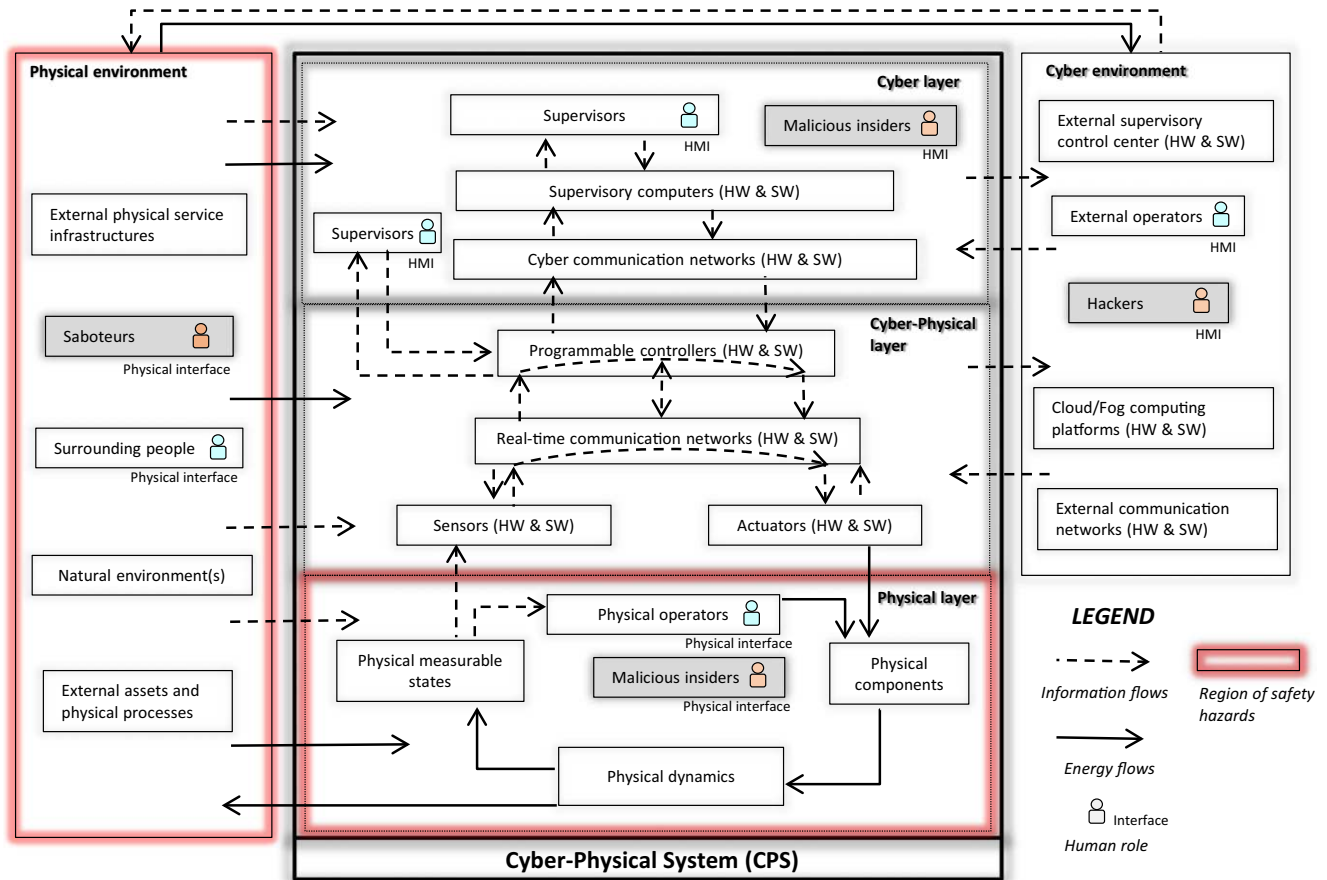 Physical environment
External physical service
infrastructures
Saboteurs
Physical interface
Surrounding people
Physical interface
Natural environment(s)
External assets and
physical processes
Cyber layer
Supervisors
HMI
Malicious insiders
HMI
Supervisory computers (HW & SW)
Supervisors
HMI
Cyber communication networks (HW & SW)
Cyber-Physical
layer
Programmable controllers (HW & SW)
Real-time communication networks (HW & SW)
Sensors (HW & SW)
Actuators (HW & SW)
Physical layer
Physical operators
Physical interface
Physical measurable
states
Malicious insiders
Physical interface
Physical
components
Physical dynamics
Cyber-Physical System (CPS)
Cyber environment
External supervisory
control center (HW & SW)
External operators
HMI
Hackers
HMI
Cloud/Fog computing
platforms (HW & SW)
External communication
networks (HW & SW)
LEGEND
Information flows
Region of safety
hazards
Energy flows
Interface
Human role